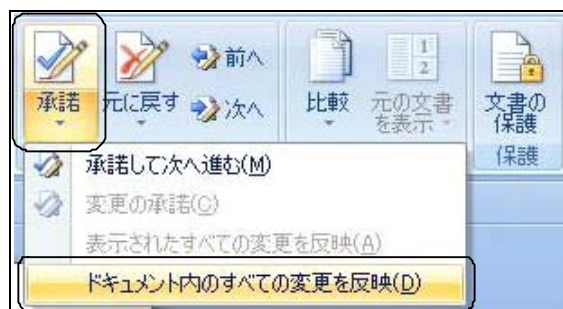 承諾
元に戻す
前へ
次へ
比較
1
2
元の文書
を表示
文書の
保護
保護
承諾して次へ進む(M)
変更の承諾(C)
表示されたすべての変更を反映(A)
ドキュメント内のすべての変更を反映(D)